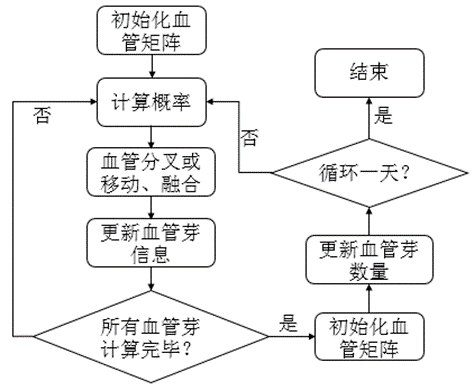 初始化血
管矩阵
计算概率
否
血管分叉或
移动、融合
更新血管芽
信息
所有血管芽
计算完毕？
是
初始化血
管矩阵
更新血管芽
数量
循环一天？
否
是
结束